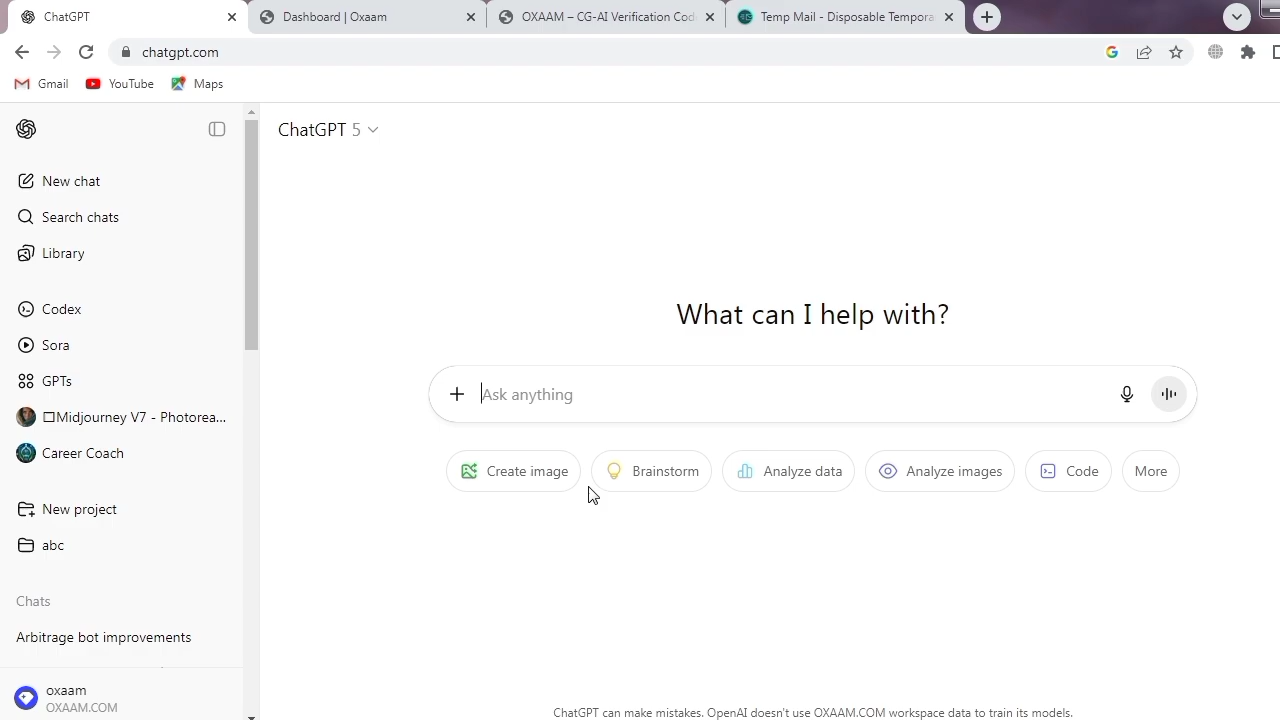 ChatGPT
Dashboard | Oxaam
OXAAM – CG-AI Verification Cod
Temp Mail - Disposable Tempora
chatgpt.com
Gmail
YouTube
Maps
ChatGPT 5
New chat
Search chats
Library
Codex
Sora
GPTs
Midjourney V7 - Photorea...
Career Coach
New project
abc
Chats
Arbitrage bot improvements
oxaam
OXAAM.COM
What can I help with?
Ask anything
Create image
Brainstorm
Analyze data
Analyze images
Code
More
ChatGPT can make mistakes. OpenAI doesn't use OXAAM.COM workspace data to train its models.